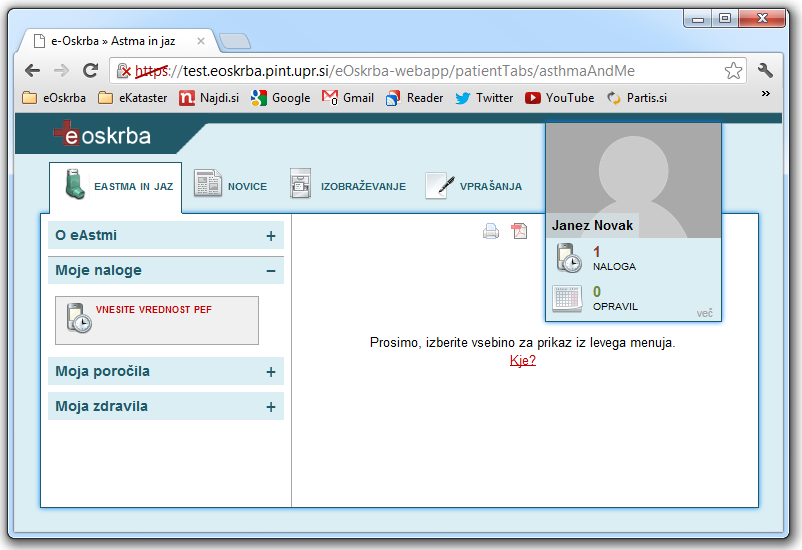 e-Oskrba » Astma in jaz
https://test.eoskrba.pint.upr.si/eOskrba-webapp/patientTabs/asthmaAndMe
eOskrba eKataster Najdi.si Google Gmail Reader Twitter YouTube Partis.si »
eoskrba
EASTMA IN JAZ NOVICE IZOBRAŽEVANJE VPRAŠANJA
Janez Novak
1
NALOGA
0
OPRAVIL
več
O eAstmi +
Moje naloge −
VNESITE VREDNOST PEF
Moja poročila +
Moja zdravila +
Prosimo, izberite vsebino za prikaz iz levega menuja.
Kje?